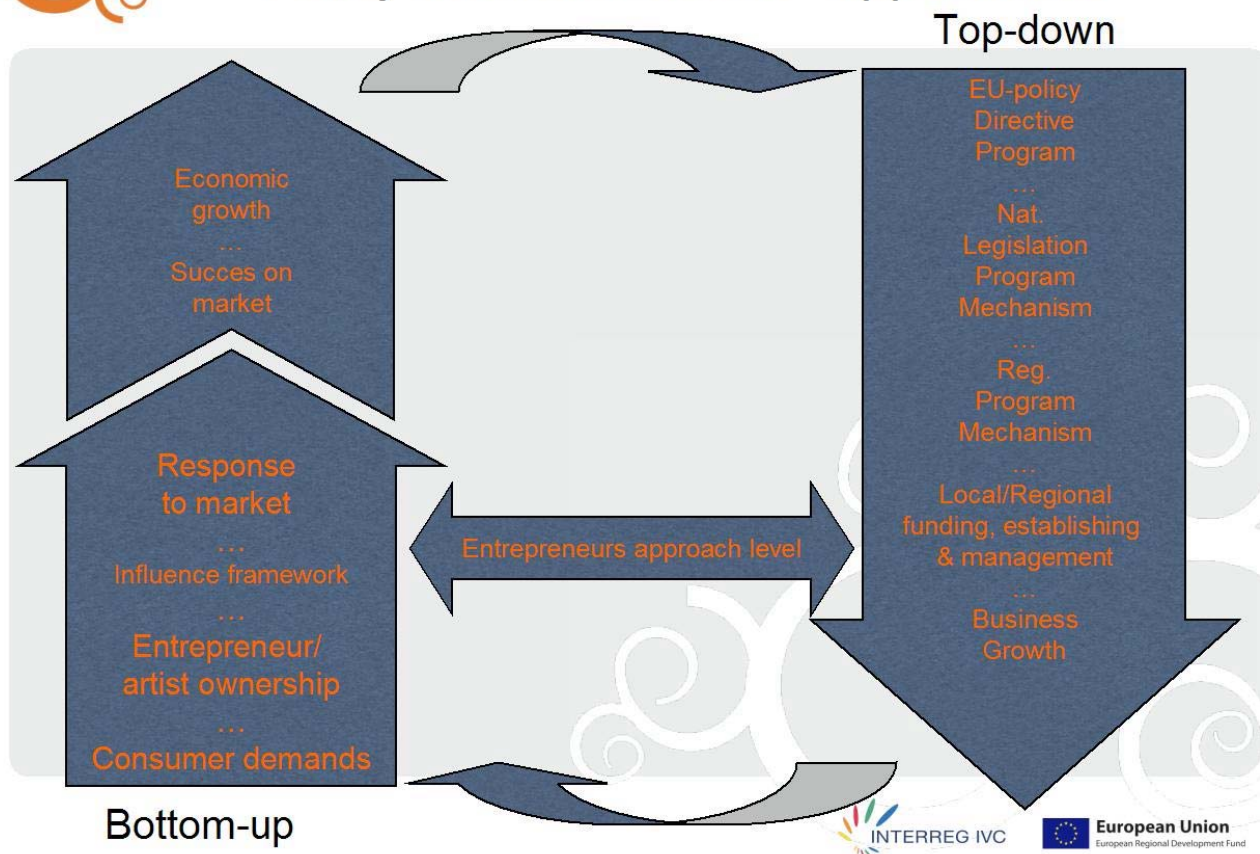 Top-down
Economic
growth
...
Succes on
market
Response
to market
...
Influence framework
...
Entrepreneur/
artist ownership
...
Consumer demands
Bottom-up
Entrepreneurs approach level
EU-policy
Directive
Program
...
Nat.
Legislation
Program
Mechanism
...
Reg.
Program
Mechanism
...
Local/Regional
funding, establishing
& management
...
Business
Growth
INTERREG IVC
European Union
European Regional Development Fund